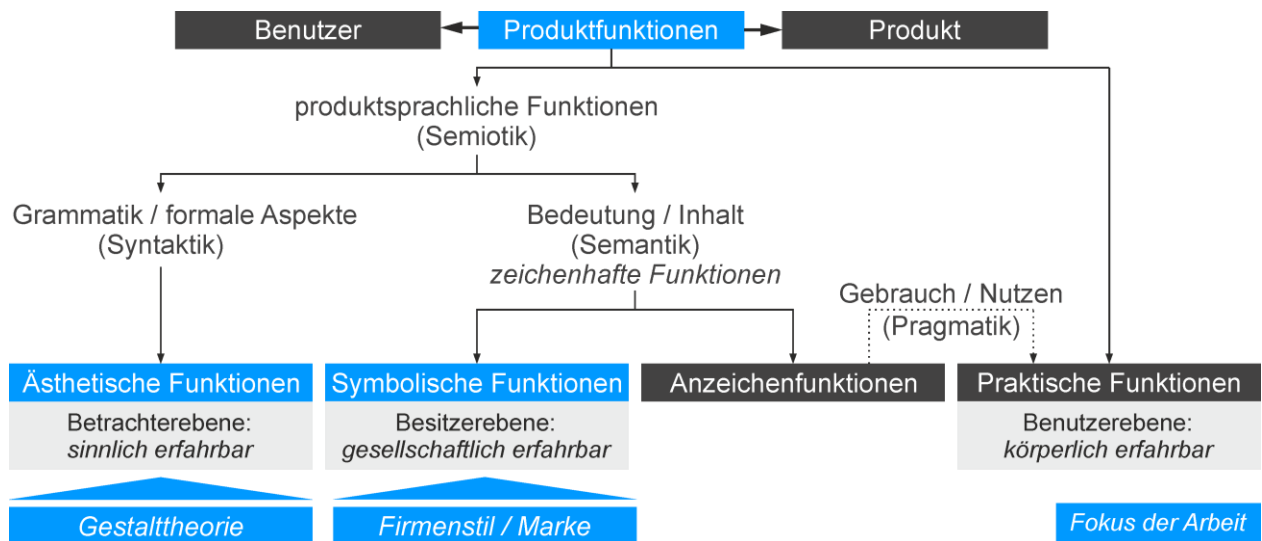 Benutzer
Produktfunktionen
Produkt
produktsprachliche Funktionen
(Semiotik)
Grammatik / formale Aspekte
(Syntaktik)
Bedeutung / Inhalt
(Semantik)
zeichenhafte Funktionen
Gebrauch / Nutzen
(Pragmatik)
Ästhetische Funktionen
Betrachterebene:
sinnlich erfahrbar
Symbolische Funktionen
Besitzerebene:
gesellschaftlich erfahrbar
Anzeichenfunktionen
Praktische Funktionen
Benutzerebene:
körperlich erfahrbar
Gestalttheorie
Firmenstil / Marke
Fokus der Arbeit